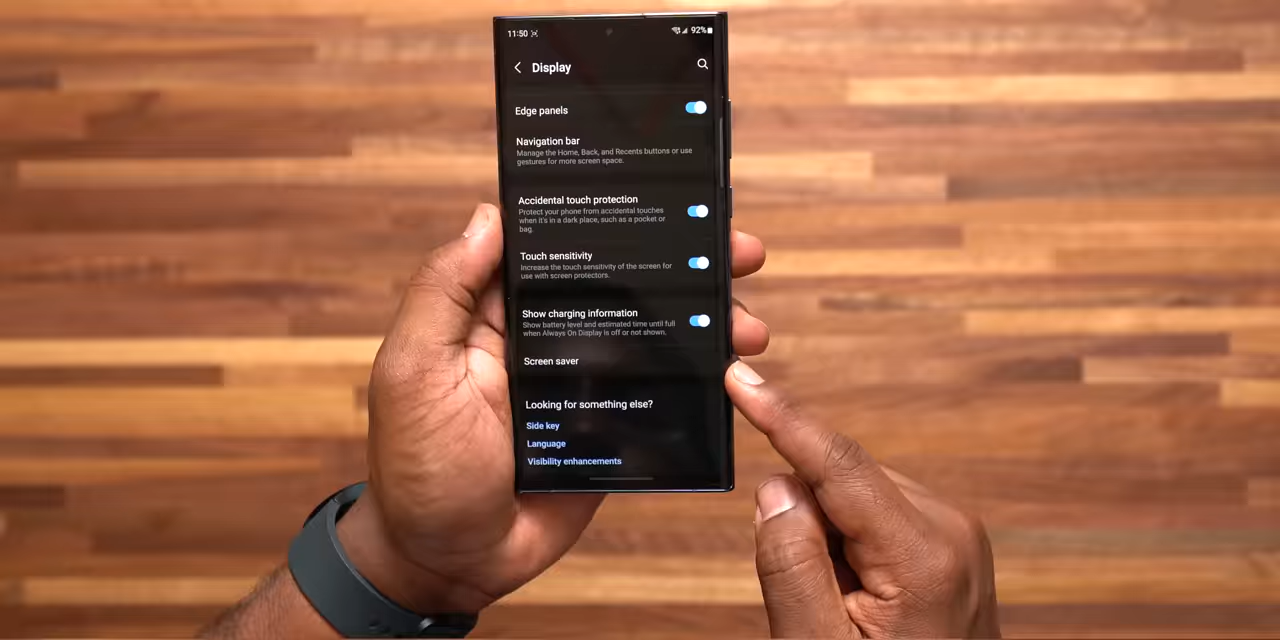 11:50 92%
Display
Edge panels
Navigation bar
Manage the Home, Back, and Recents buttons or use
gestures for more screen space.
Accidental touch protection
Protect your phone from accidental touches
when it's in a dark place, such as a pocket or
bag.
Touch sensitivity
Increase the touch sensitivity of the screen for
use with screen protectors.
Show charging information
Show battery level and estimated time until full
when Always On Display is off or not shown.
Screen saver
Looking for something else?
Side key
Language
Visibility enhancements